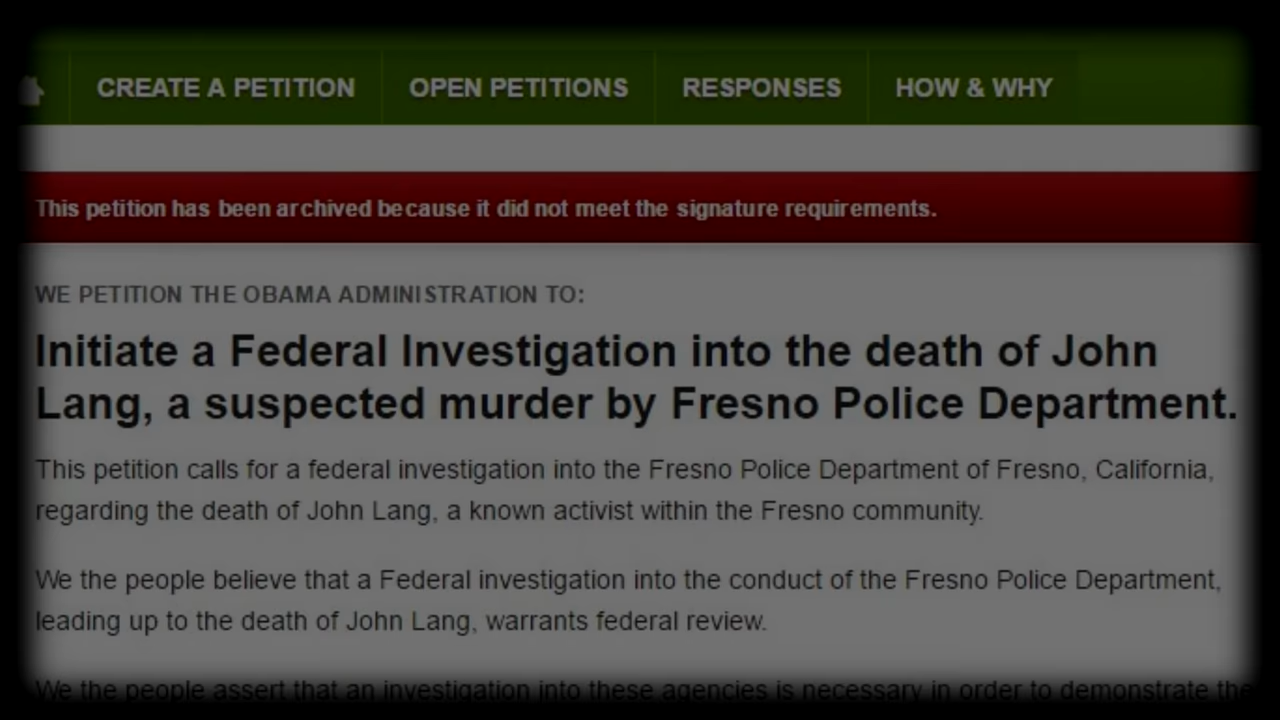 CREATE A PETITION OPEN PETITIONS RESPONSES HOW & WHY
This petition has been archived because it did not meet the signature requirements.
WE PETITION THE OBAMA ADMINISTRATION TO:
Initiate a Federal Investigation into the death of John
Lang, a suspected murder by Fresno Police Department.
This petition calls for a federal investigation into the Fresno Police Department of Fresno, California,
regarding the death of John Lang, a known activist within the Fresno community.
We the people believe that a Federal investigation into the conduct of the Fresno Police Department,
leading up to the death of John Lang, warrants federal review.
We the people assert that an investigation into these agencies is necessary in order to demonstrate the